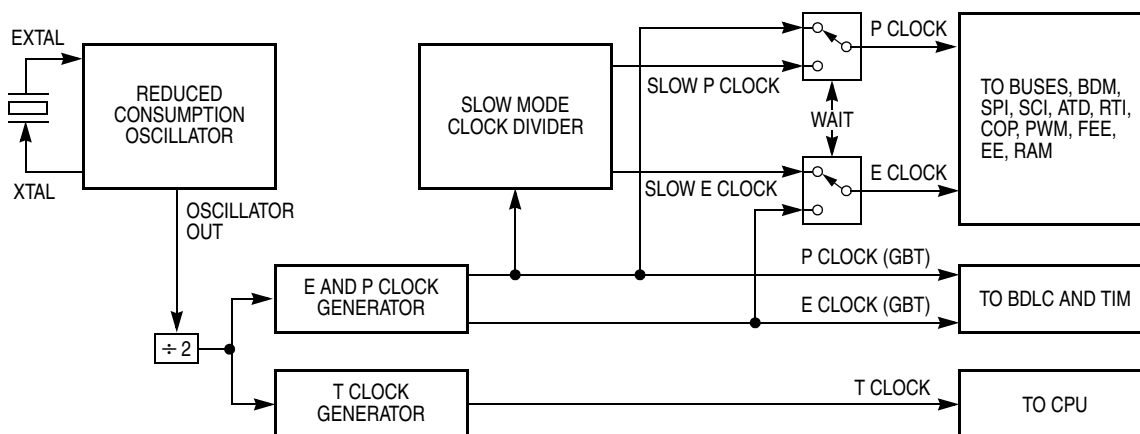 EXTAL
XTAL
REDUCED
CONSUMPTION
OSCILLATOR
OSCILLATOR
OUT
÷ 2
E AND P CLOCK
GENERATOR
T CLOCK
GENERATOR
SLOW MODE
CLOCK DIVIDER
SLOW P CLOCK
SLOW E CLOCK
WAIT
P CLOCK
E CLOCK
TO BUSES, BDM,
SPI, SCI, ATD, RTI,
COP, PWM, FEE,
EE, RAM
P CLOCK (GBT)
E CLOCK (GBT)
TO BDLC AND TIM
T CLOCK
TO CPU